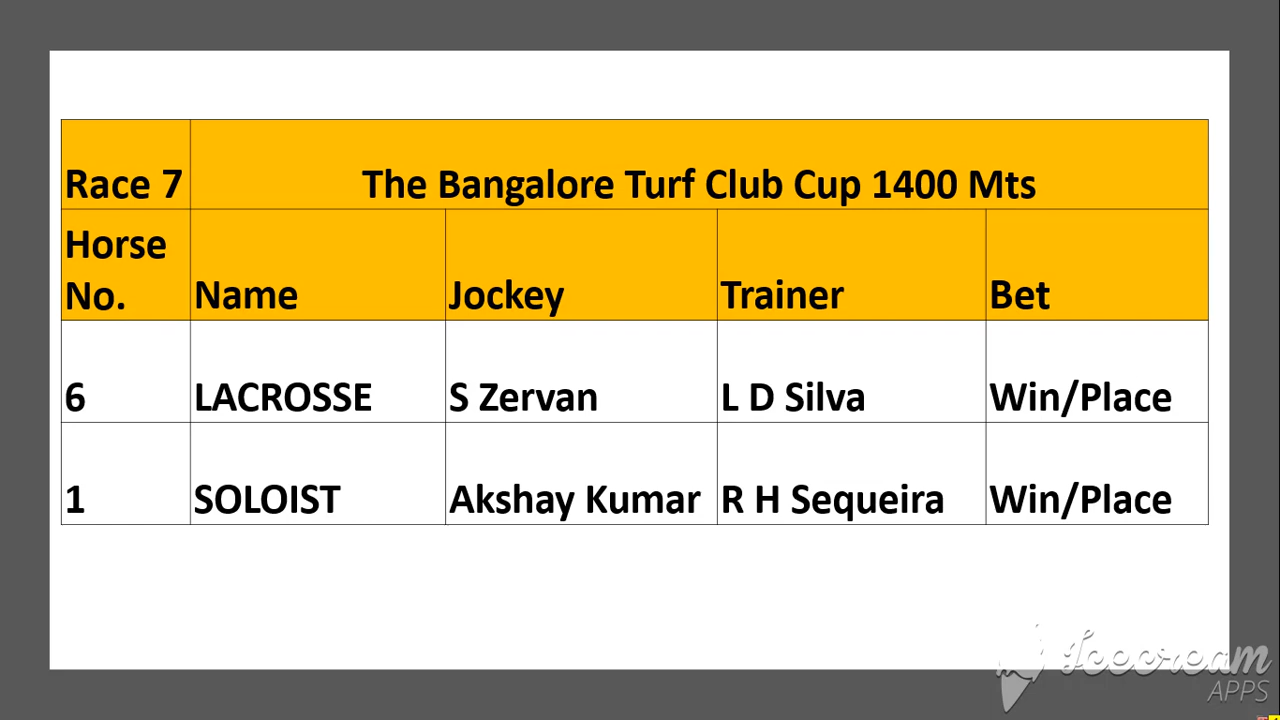 Race 7 The Bangalore Turf Club Cup 1400 Mts
Horse No. Name Jockey Trainer Bet
6 LACROSSE S Zervan L D Silva Win/Place
1 SOLOIST Akshay Kumar R H Sequeira Win/Place
Icecream
APPS